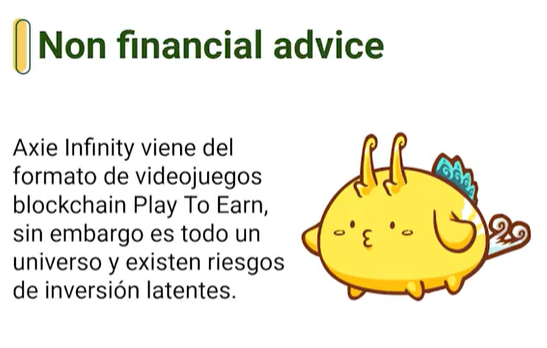 Non financial advice
Axie Infinity viene del
formato de videojuegos
blockchain Play To Earn,
sin embargo es todo un
universo y existen riesgos
de inversión latentes.